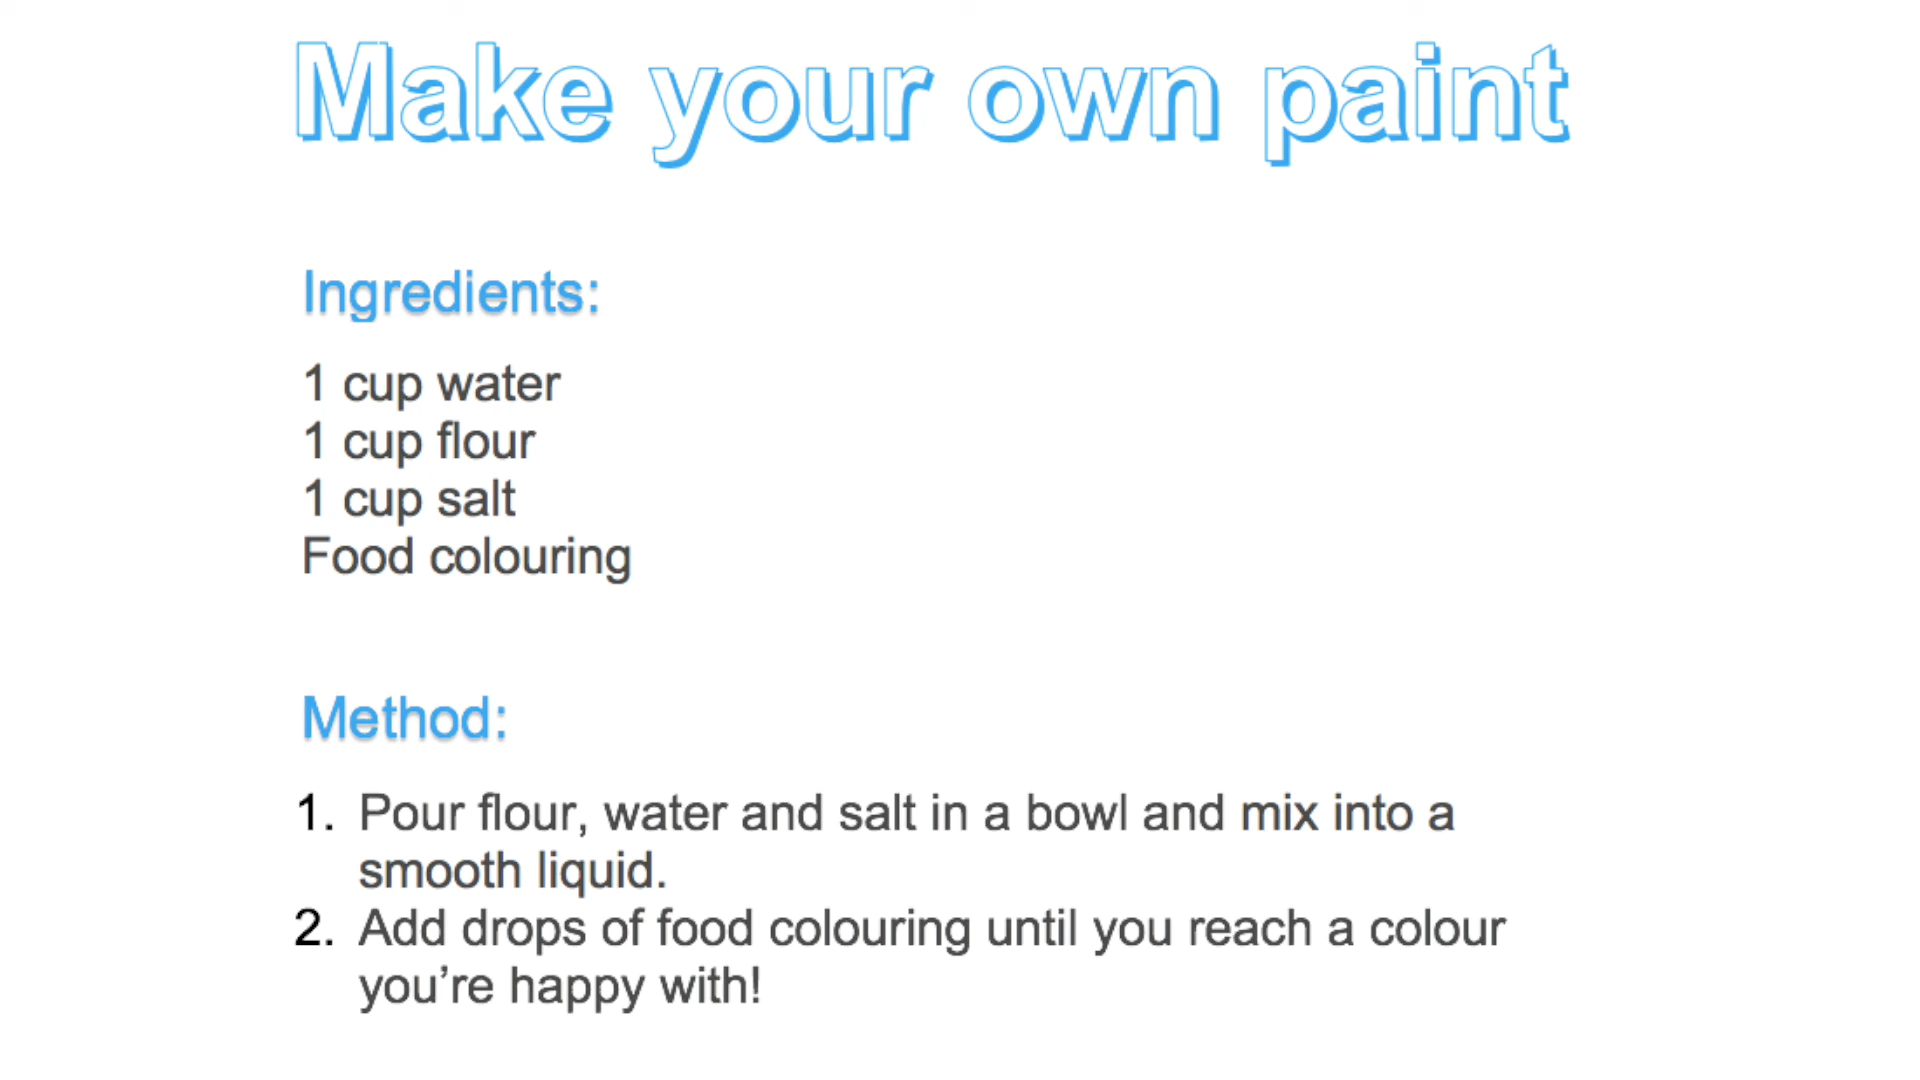 Make your own paint
Ingredients:
1 cup water
1 cup flour
1 cup salt
Food colouring
Method:
1. Pour flour, water and salt in a bowl and mix into a
smooth liquid.
2. Add drops of food colouring until you reach a colour
you’re happy with!